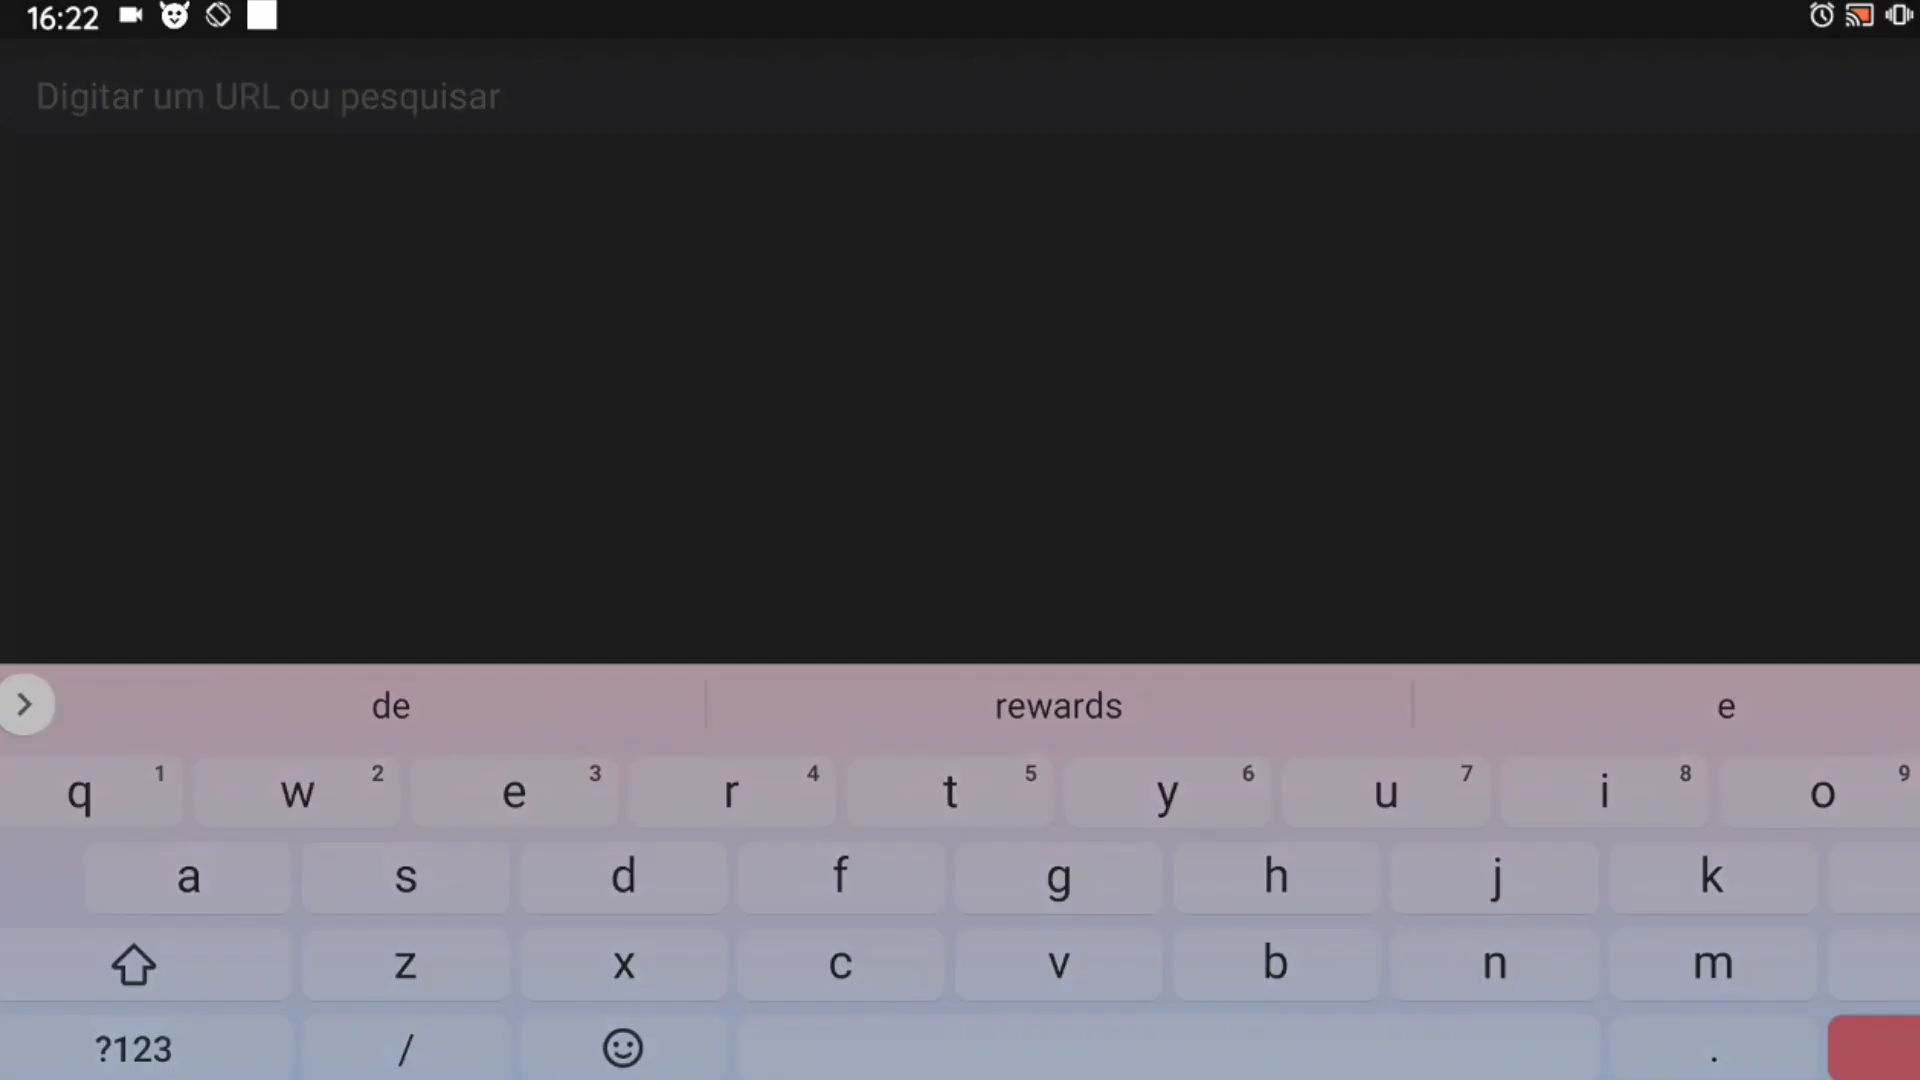 16:22
Digitar um URL ou pesquisar
de rewards e
q 1 w 2 e 3 r 4 t 5 y 6 u 7 i 8 o 9
a s d f g h j k
z x c v b n m
?123 / .